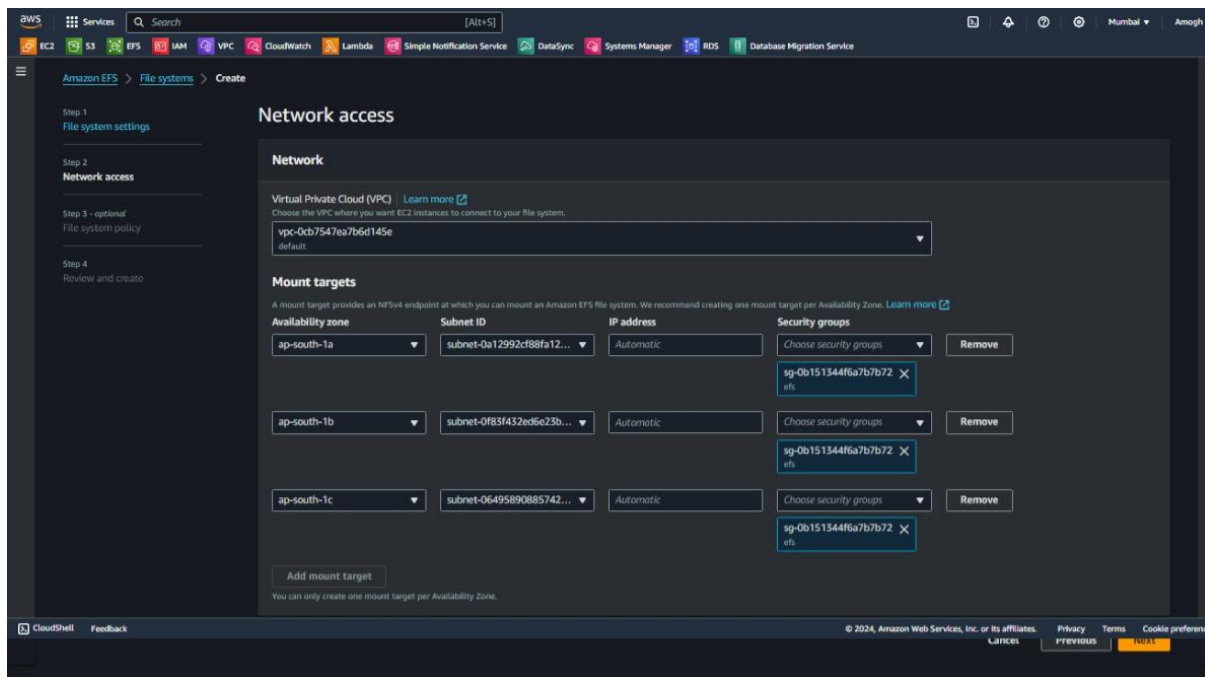 aws Services Search [Alt+S] Mumbai Amogh
EC2 S3 EFS IAM VPC CloudWatch Lambda Simple Notification Service DataSync Systems Manager RDS Database Migration Service
Amazon EFS > File systems > Create
Step 1
File system settings
Step 2
Network access
Step 3 - optional
File system policy
Step 4
Review and create
Network access
Network
Virtual Private Cloud (VPC) | Learn more
Choose the VPC where you want EC2 instances to connect to your file system.
vpc-0cb7547ea7b6d145e
default
Mount targets
A mount target provides an NFSv4 endpoint at which you can mount an Amazon EFS file system. We recommend creating one mount target per Availability Zone. Learn more
Availability zone Subnet ID IP address Security groups
ap-south-1a subnet-0a12992cf88fa12... Automatic Choose security groups Remove
sg-0b151344f6a7b7b72
efs
ap-south-1b subnet-0f83f432ed6e23b... Automatic Choose security groups Remove
sg-0b151344f6a7b7b72
efs
ap-south-1c subnet-06495890885742... Automatic Choose security groups Remove
sg-0b151344f6a7b7b72
efs
Add mount target
You can only create one mount target per Availability Zone.
CloudShell Feedback © 2024, Amazon Web Services, Inc. or its affiliates. Privacy Terms Cookie preferen
Cancel Previous Next